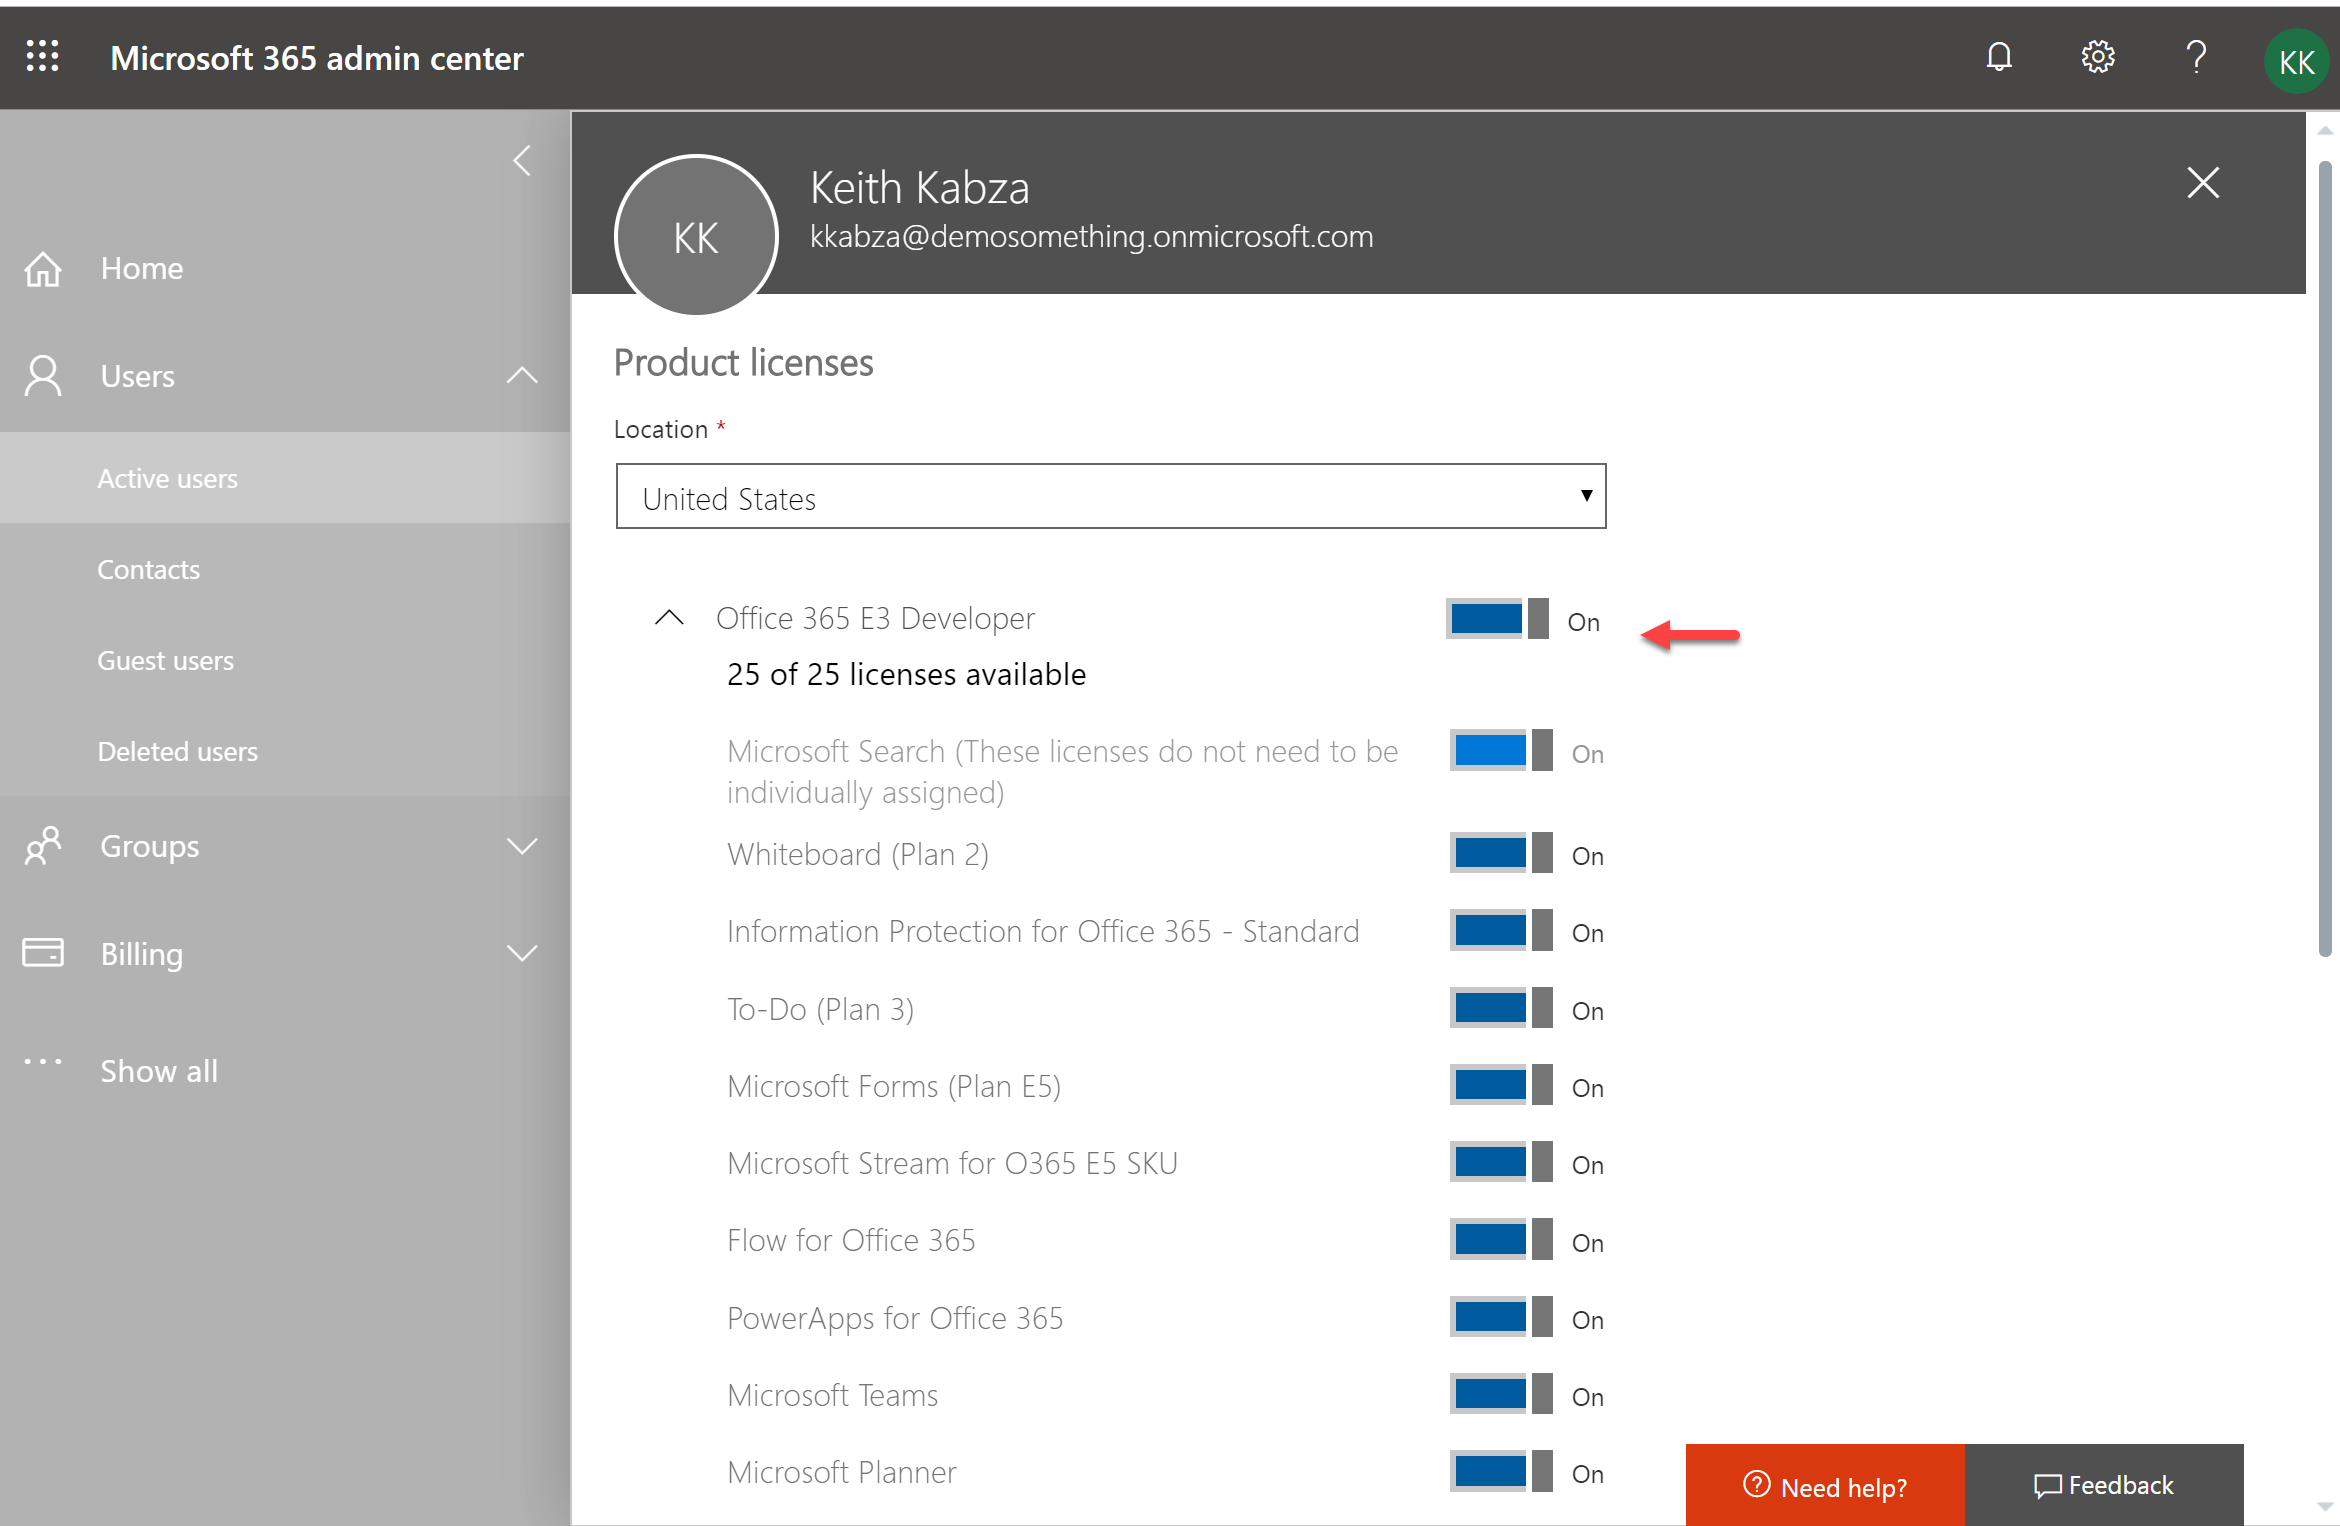 Microsoft 365 admin center
KK
Home
Users
Active users
Contacts
Guest users
Deleted users
Groups
Billing
Show all
KK
Keith Kabza
kkabza@demosomething.onmicrosoft.com
Product licenses
Location *
United States
Office 365 E3 Developer On
25 of 25 licenses available
Microsoft Search (These licenses do not need to be On
individually assigned)
Whiteboard (Plan 2) On
Information Protection for Office 365 - Standard On
To-Do (Plan 3) On
Microsoft Forms (Plan E5) On
Microsoft Stream for O365 E5 SKU On
Flow for Office 365 On
PowerApps for Office 365 On
Microsoft Teams On
Microsoft Planner On
Need help?
Feedback